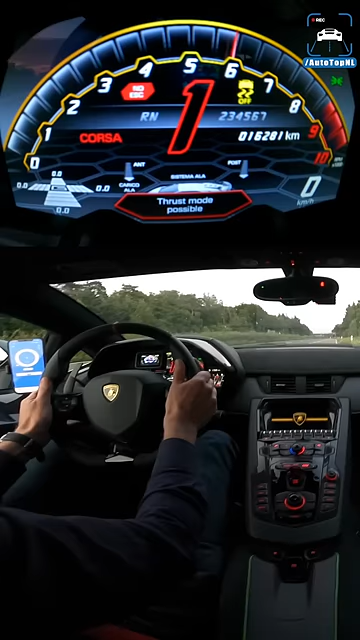 REC
/AutoTopNL
0 1 2 3 4 5 6 7 8 9 10
NO ESC
OFF
1
RN 234567
CORSA
016281 km
ANT
SISTEMA ALA
POST
CARICO ALA
0.0
0.0
0.0
0.0
Thrust mode
possible
0
km/h